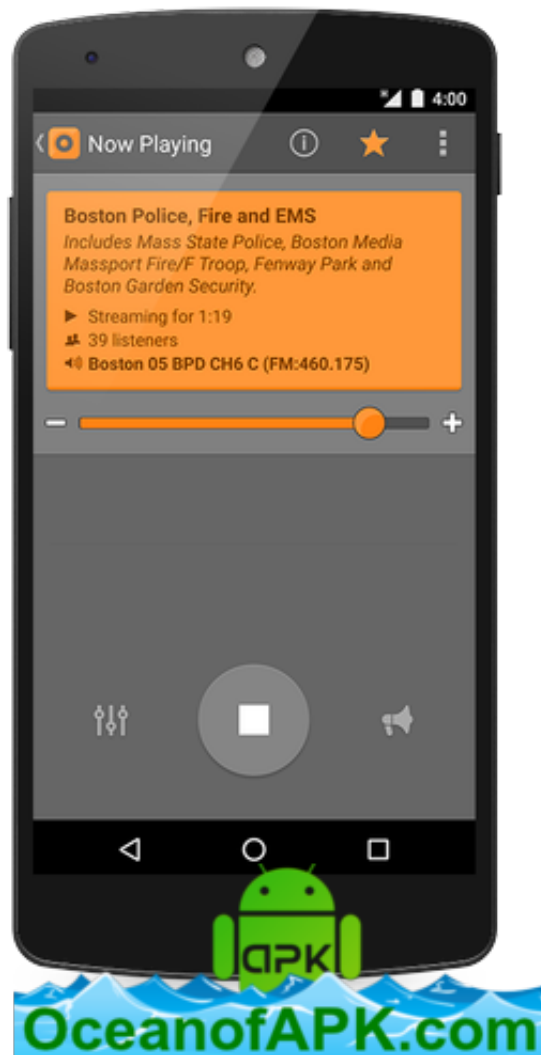 4:00
Now Playing
Boston Police, Fire and EMS
Includes Mass State Police, Boston Media
Massport Fire/F Troop, Fenway Park and
Boston Garden Security.
Streaming for 1:19
39 listeners
Boston 05 BPD CH6 C (FM:460.175)
APK
OceanofAPK.com